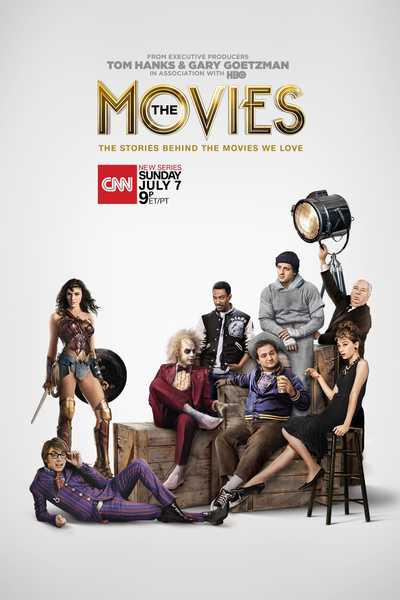 FROM EXECUTIVE PRODUCERS
TOM HANKS & GARY GOETZMAN
IN ASSOCIATION WITH HBO
THE MOVIES
THE STORIES BEHIND THE MOVIES WE LOVE
CNN
NEW SERIES
SUNDAY
JULY 7
9P ET/PT